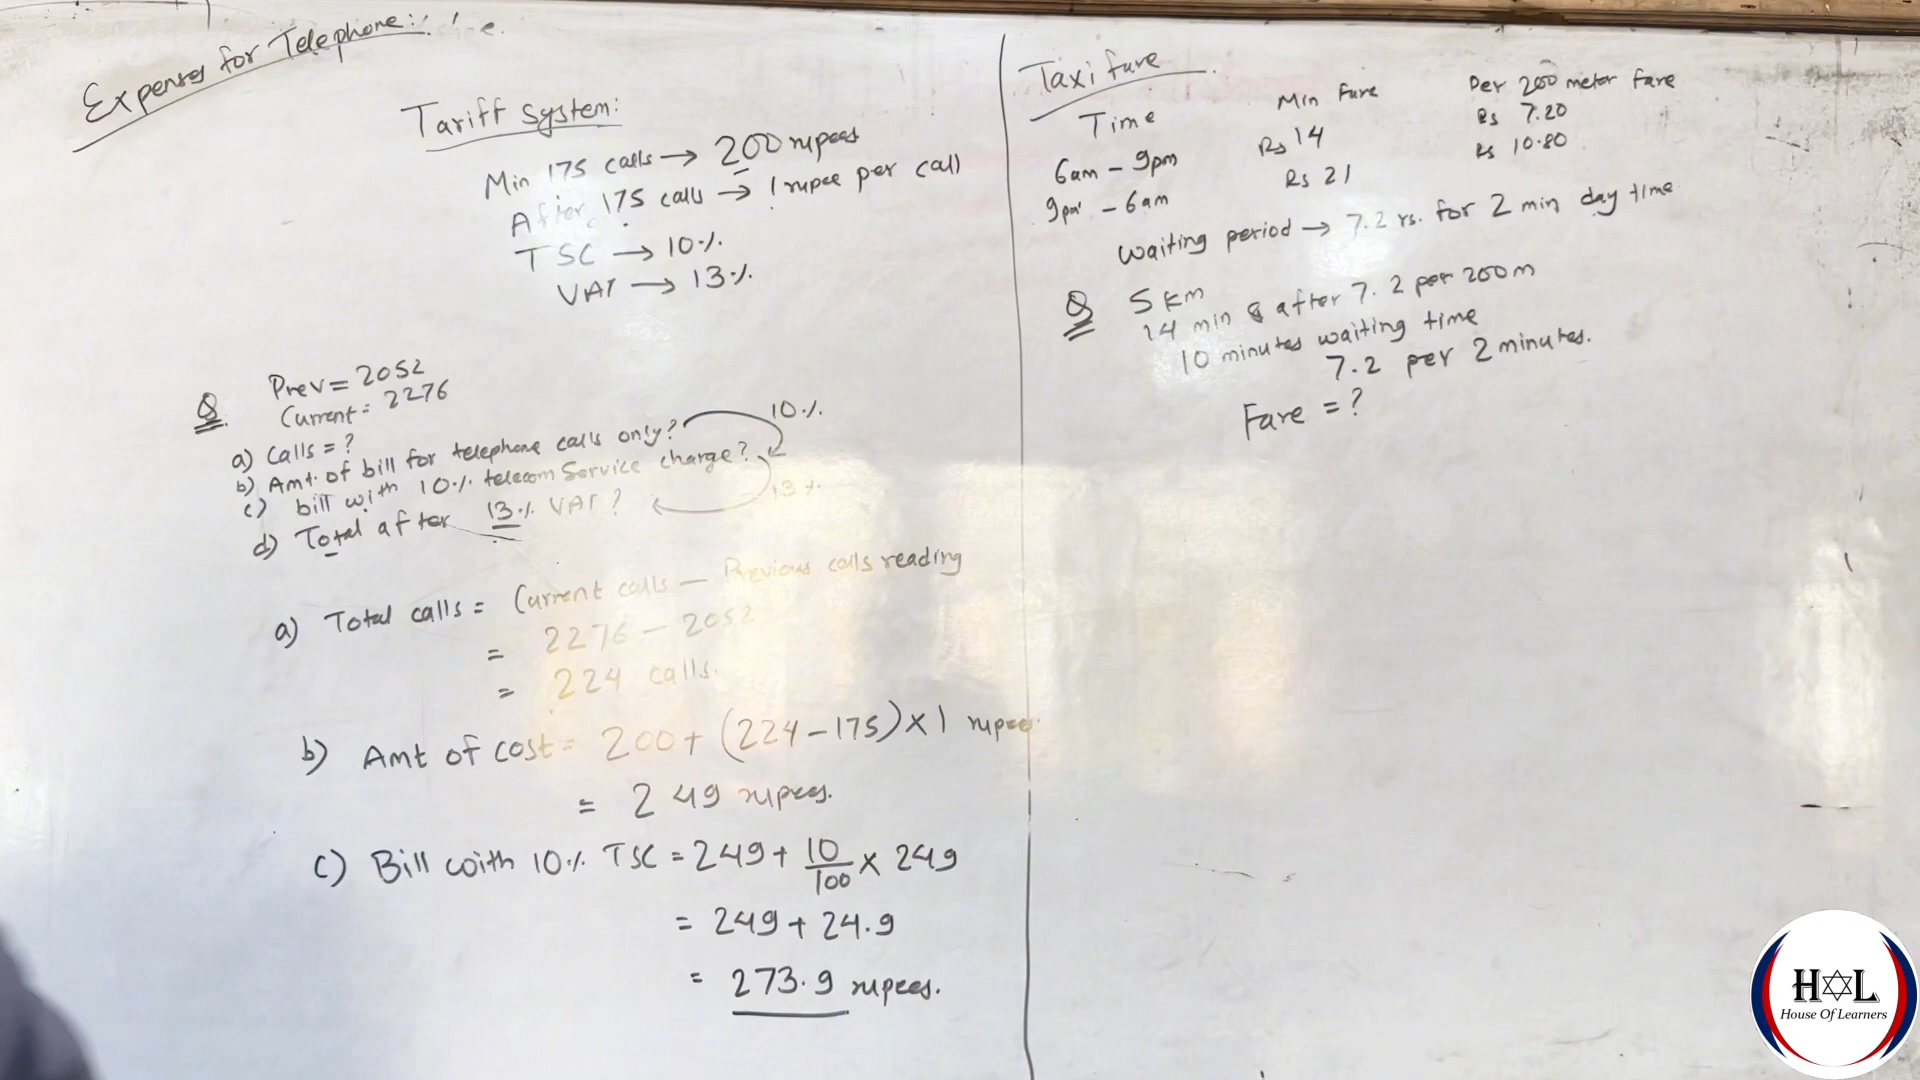 Expenses for Telephone:
Tariff system:
Min 175 calls → 200 rupees
After 175 calls → 1 rupee per call
TSC → 10%
VAT → 13%
Q. Prev = 2052
Current = 2276
a) Calls = ?
b) Amt. of bill for telephone calls only?
10%
c) bill with 10% telecom Service charge?
13%
d) Total after 13% VAT?
a) Total calls = Current calls — Previous calls reading
= 2276 — 2052
= 224 calls.
b) Amt of cost = 200 + (224 – 175) × 1 rupee
= 249 rupees.
c) Bill with 10% TSC = 249 + 10/100 × 249
= 249 + 24.9
= 273.9 rupees.
Taxi fare
Time Min Fare Per 200 meter fare
6am – 9pm Rs 14 Rs 7.20
9pm – 6am Rs 21 Rs 10.80
Waiting period → 7.2 rs. for 2 min day time
Q 5 km
14 min & after 7.2 per 200m
10 minutes waiting time
7.2 per 2 minutes.
Fare = ?
H L
House Of Learners